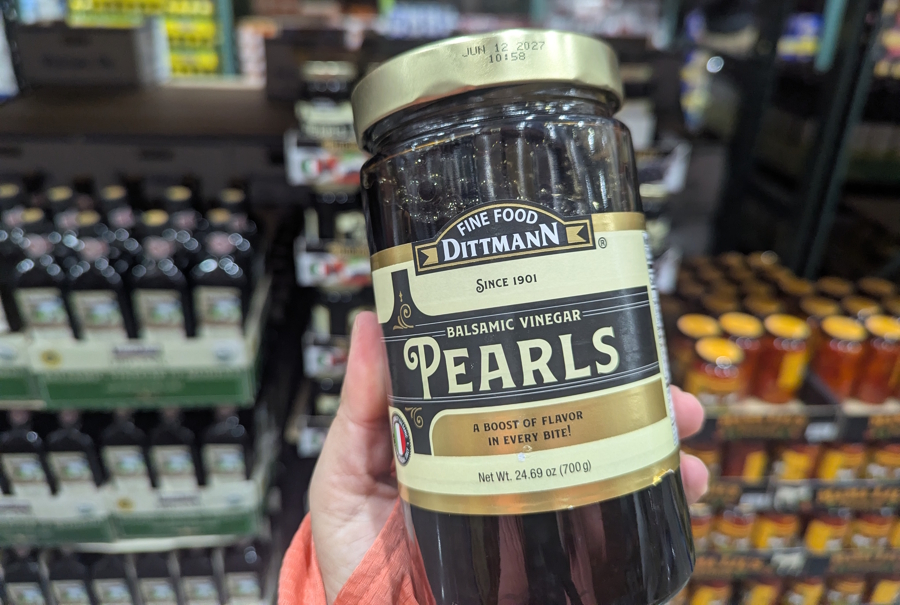 JUN 12 2027
10:58
FINE FOOD
DITTMANN®
SINCE 1901
BALSAMIC VINEGAR
PEARLS
A BOOST OF FLAVOR
IN EVERY BITE!
NET WT. 24.69 oz (700g)